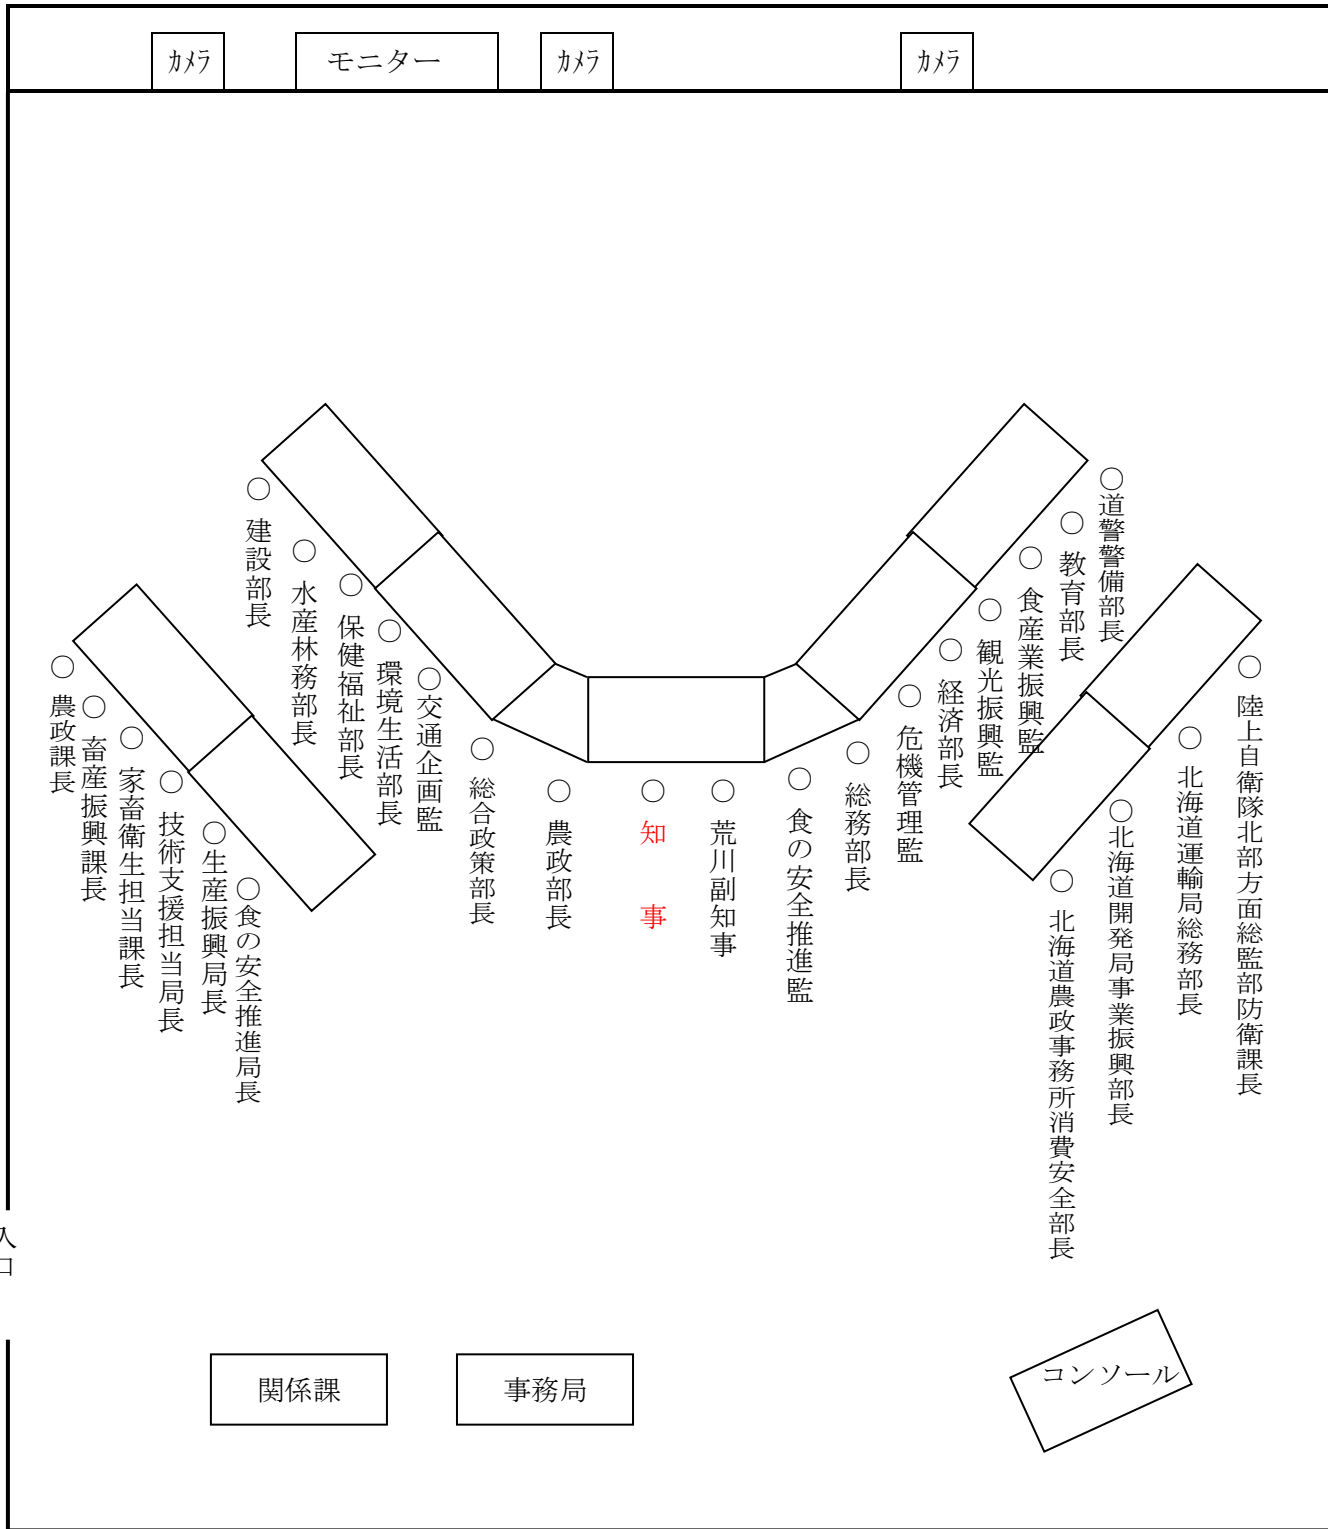 カメラ
モニター
カメラ
カメラ
○建設部長
○水産林務部長
○保健福祉部長
○環境生活部長
○交通企画監
○総合政策部長
○農政部長
○知事
○荒川副知事
○食の安全推進監
○総務部長
○危機管理監
○経済部長
○観光振興監
○食産業振興監
○教育部長
○道警警備部長
○農政課長
○畜産振興課長
○家畜衛生担当課長
○技術支援担当局長
○生産振興局長
○食の安全推進局長
○北海道農政事務所消費安全部長
○北海道開発局事業振興部長
○北海道運輸局総務部長
○陸上自衛隊北部方面総監部防衛課長
入口
関係課
事務局
コンソール